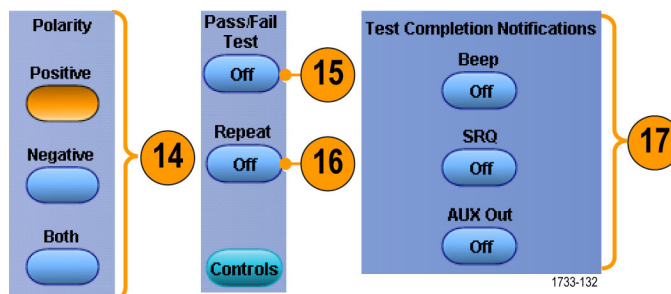 Polarity
Positive
Negative
Both
14
Pass/Fail
Test
Off
15
Repeat
Off
16
Controls
Test Completion Notifications
Beep
Off
SRQ
Off
AUX Out
Off
17
1733-132